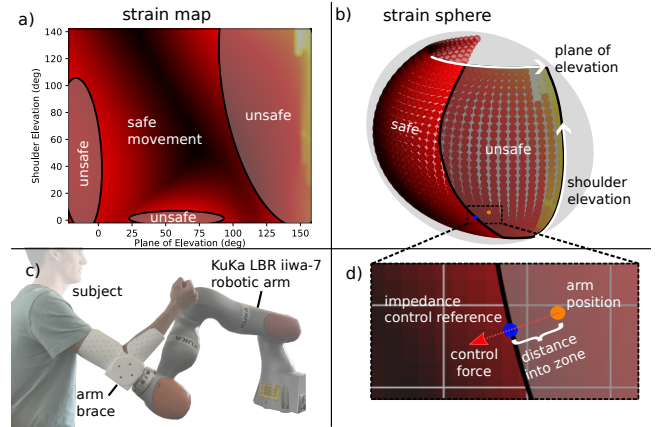 a)
strain map
Shoulder Elevation (deg)
140
120
100
80
60
40
20
0
unsafe
safe
movement
unsafe
unsafe
0
25
50
75
100
125
150
Plane of Elevation (deg)
b)
strain sphere
plane of
elevation
safe
unsafe
shoulder
elevation
c)
subject
KuKa LBR iiwa-7
robotic arm
KUKA
arm
brace
d)
impedance
control reference
arm
position
control
force
distance
into zone